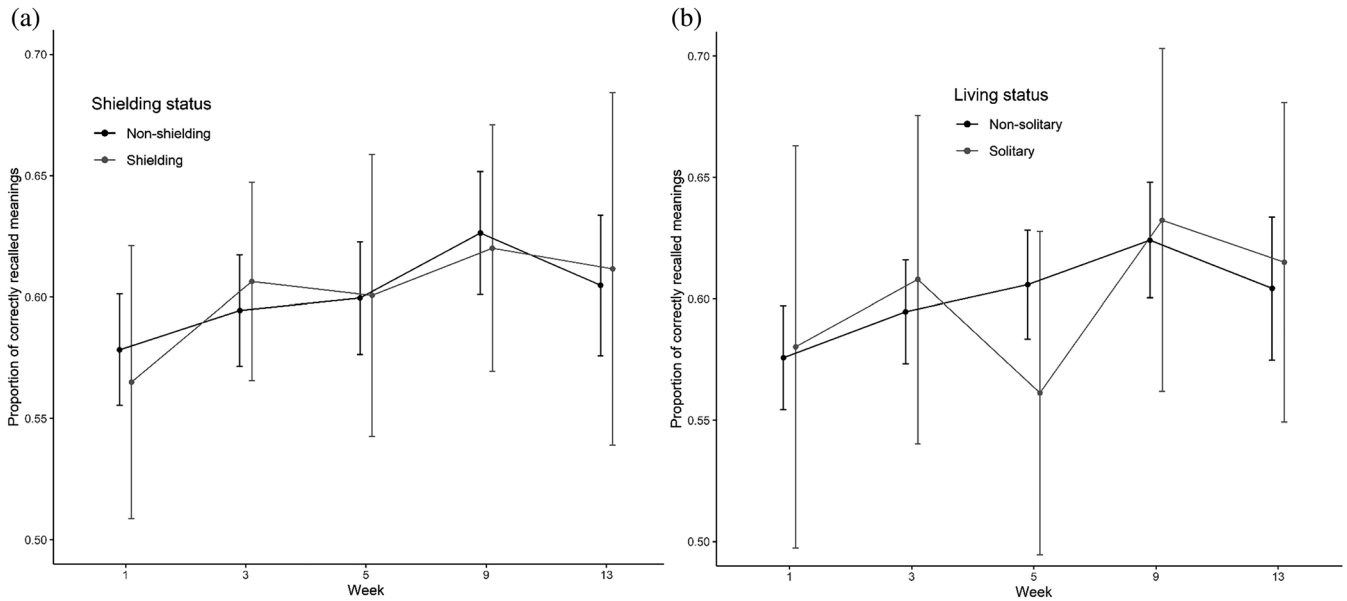 (a)
Proportion of correctly recalled meanings
0.70
0.65
0.60
0.55
0.50
Shielding status
Non-shielding
Shielding
1 3 5 9 13
Week
(b)
Proportion of correctly recalled meanings
0.70
0.65
0.60
0.55
0.50
Living status
Non-solitary
Solitary
1 3 5 9 13
Week